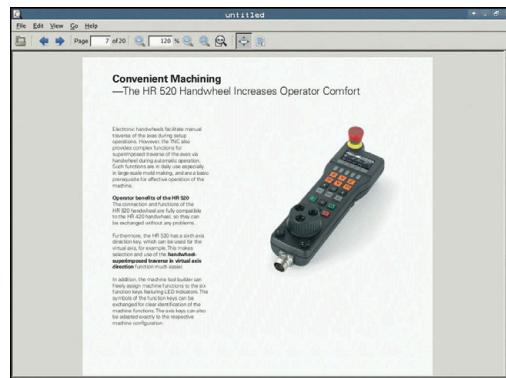 untitled
File Edit View Go Help
Page 7 of 20 120 %
Convenient Machining
—The HR 520 Handwheel Increases Operator Comfort
Electronic handwheels facilitate manual
traverse of the axes during setup
operations. However, the TNC also
provides complex functions for
superimposed traverse of the axes via
handwheel during automatic operation.
Such functions are in daily use especially
in large-scale mold making, and are a basic
prerequisite for effective operation of the
machine.
Operator benefits of the HR 520
The connection and functions of the
HR 520 handwheel are fully compatible
to the HR 420 handwheel, so they can
be exchanged without any problems.
Furthermore, the HR 520 has a sixth axis
direction key, which can be used for the
virtual axis, for example. This makes
selection and use of the handwheel-
superimposed traverse in virtual axis
direction function much easier.
In addition, the machine tool builder can
freely assign machine functions to the six
function keys featuring LED indicators. The
symbols of the function keys can be
exchanged for clear identification of the
machine functions. The axis keys can also
be adapted exactly to the respective
machine configuration.